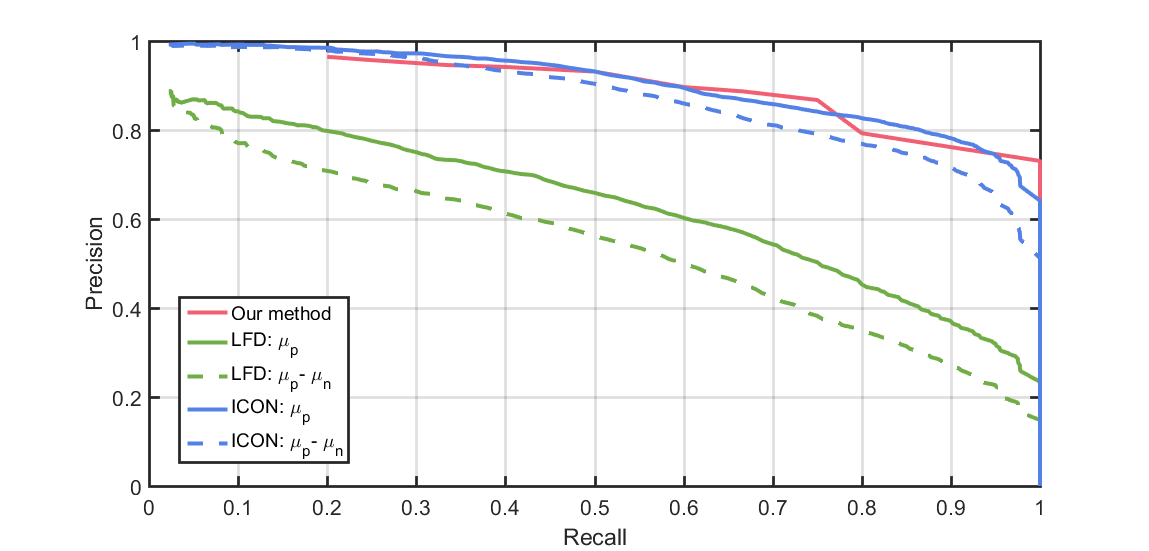 1
0.8
0.6
0.4
0.2
0
Precision
Our method
LFD: μp
LFD: μp- μn
ICON: μp
ICON: μp- μn
0 0.1 0.2 0.3 0.4 0.5 0.6 0.7 0.8 0.9 1
Recall